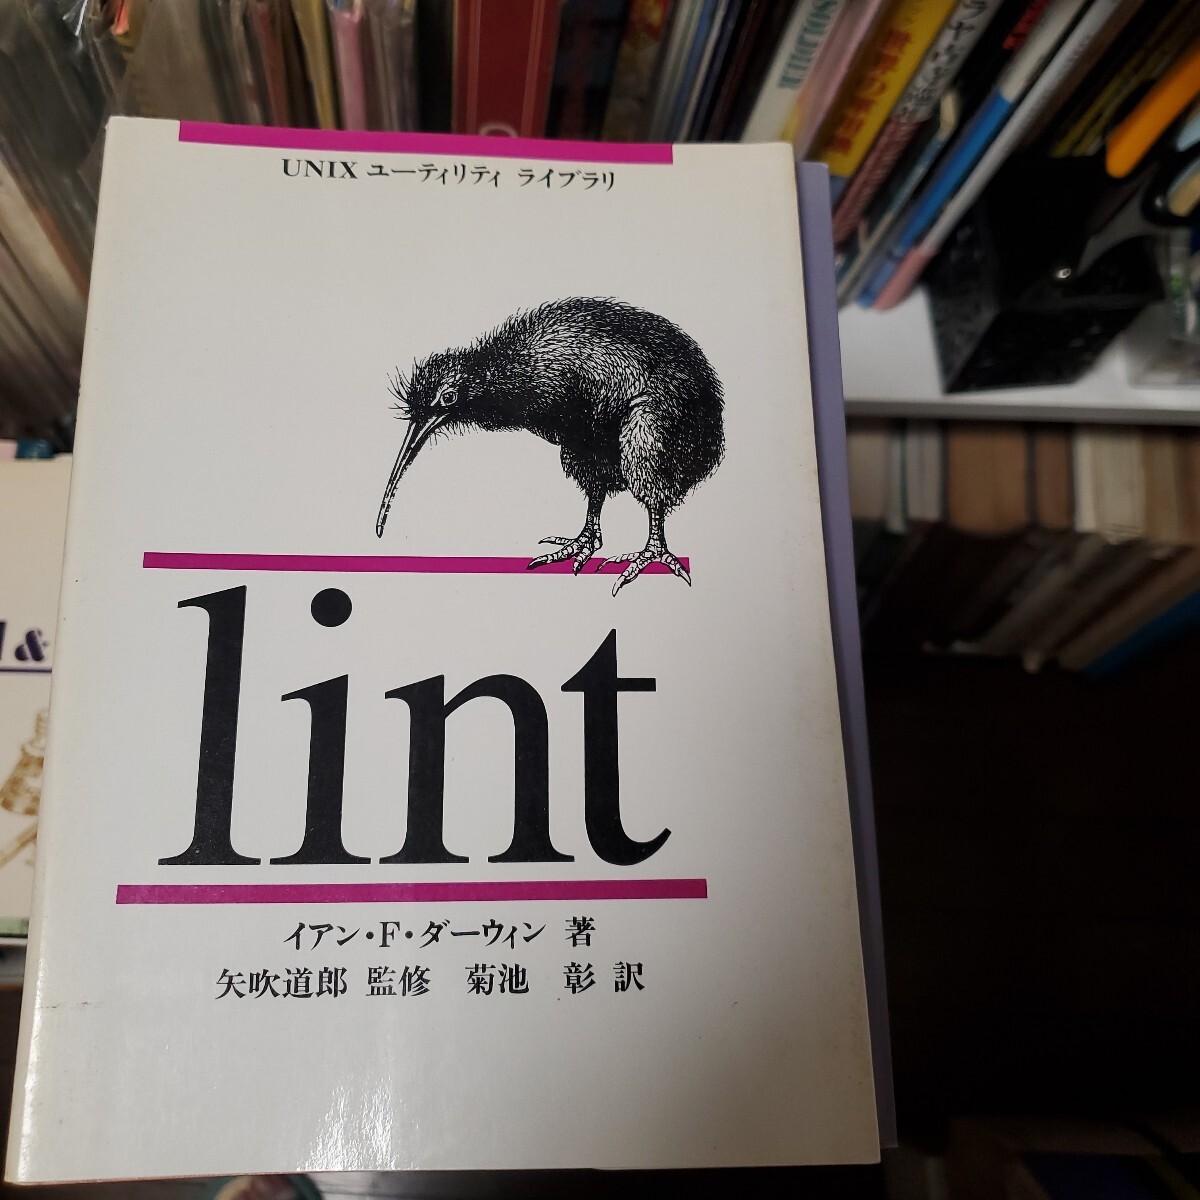 UNIX ユーティリティ ライブラリ
lint
イアン・F・ダーウィン 著
矢吹道郎 監修 菊池 彰 訳
&
SOLDIER